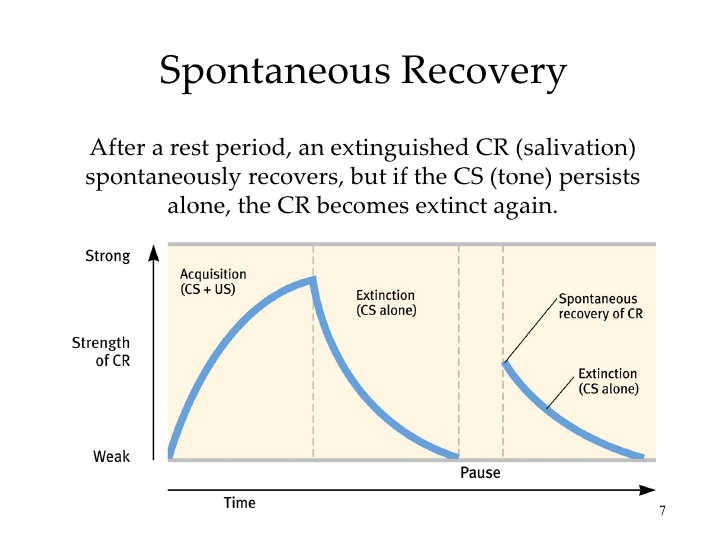 Spontaneous Recovery
After a rest period, an extinguished CR (salivation)
spontaneously recovers, but if the CS (tone) persists
alone, the CR becomes extinct again.
Strong
Acquisition
(CS + US)
Extinction
(CS alone)
Spontaneous
recovery of CR
Strength
of CR
Extinction
(CS alone)
Weak
Pause
Time
7